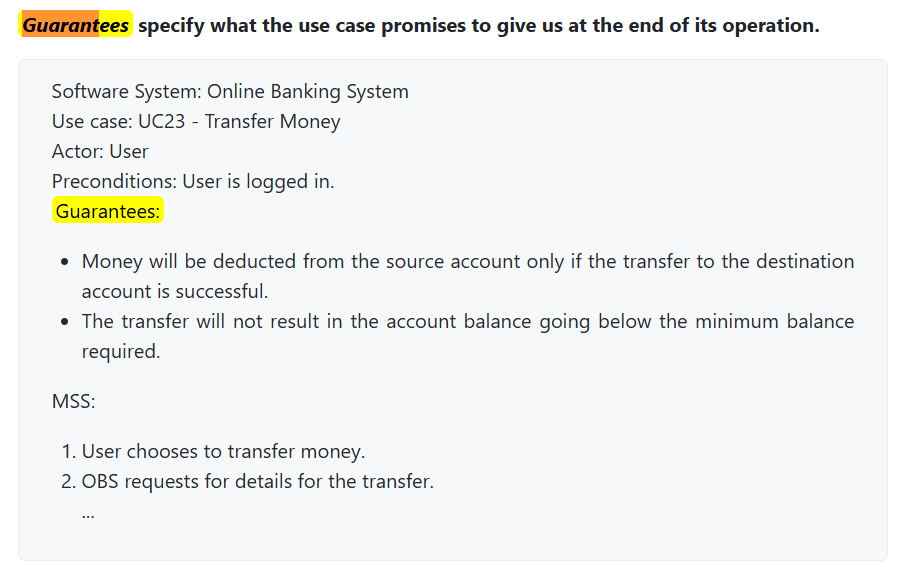 Guarantees specify what the use case promises to give us at the end of its operation.
Software System: Online Banking System
Use case: UC23 - Transfer Money
Actor: User
Preconditions: User is logged in.
Guarantees:
• Money will be deducted from the source account only if the transfer to the destination
account is successful.
• The transfer will not result in the account balance going below the minimum balance
required.
MSS:
1. User chooses to transfer money.
2. OBS requests for details for the transfer.
...